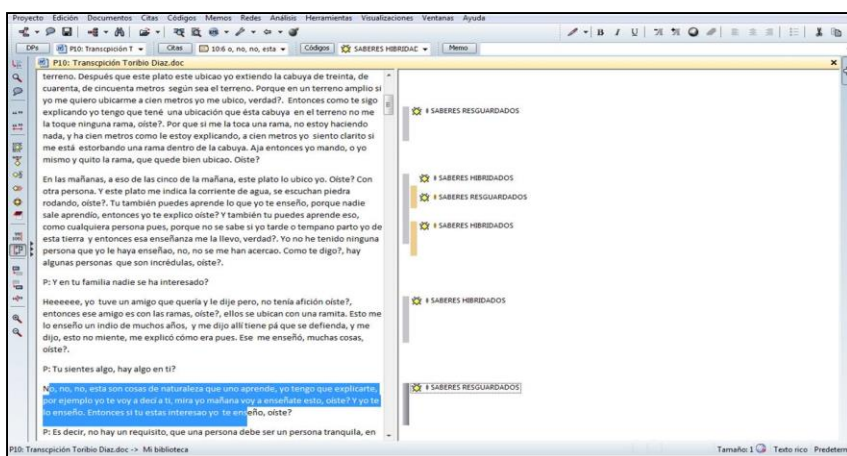 Proyecto Edición Documentos Citas Códigos Memos Redes Análisis Herramientas Visualizaciones Ventanas Ayuda
DPs P10: Transcpición T Citas 10:6 o, no, no, esta Códigos SABERES HIBRIDAC Memo
P10: Transcpición Toribio Diaz.doc
terreno. Después que este plato este ubicao yo extiendo la cabuya de treinta, de
cuarenta, de cincuenta metros según sea el terreno. Porque en un terreno amplio si
yo me quiero ubicarme a cien metros yo me ubico, verdad?. Entonces como te sigo
explicando yo tengo que tené una ubicación que ésta cabuya en el terreno no me
la toque ninguna rama, oíste?. Por que si me la toca una rama, no estoy haciendo
nada, y ha cien metros como le estoy explicando, a cien metros yo siento clarito si
me está estorbando una rama dentro de la cabuya. Aja entonces yo mando, o yo
mismo y quito la rama, que quede bien ubicao. Oíste?
SABERES RESGUARDADOS
En las mañanas, a eso de las cinco de la mañana, este plato lo ubico yo. Oíste? Con
otra persona. Y este plato me indica la corriente de agua, se escuchan piedra
rodando, oíste?. Tu también puedes aprende lo que yo te enseño, porque nadie
sale aprendío, entonces yo te explico oíste? Y también tu puedes aprende eso,
como cualquiera persona pues, porque no se sabe si yo tarde o tempano parto yo de
esta tierra y entonces esa enseñanza me la llevo, verdad?. Yo no he tenido ninguna
persona que yo le haya enseñao, no, no se me han acercao. Como te digo?, hay
algunas personas que son incrédulas, oíste?.
SABERES HIBRIDADOS
SABERES RESGUARDADOS
SABERES HIBRIDADOS
P: Y en tu familia nadie se ha interesado?
Heeeeee, yo tuve un amigo que quería y le dije pero, no tenía afición oíste?,
entonces ese amigo es con las ramas, oíste?, ellos se ubican con una ramita. Esto me
lo enseño un indio de muchos años, y me dijo allí tiene pá que se defienda, y me
dijo, esto no miente, me explicó cómo era pues. Ese me enseñó, muchas cosas,
oíste?.
SABERES HIBRIDADOS
P: Tu sientes algo, hay algo en ti?
No, no, no, esta son cosas de naturaleza que uno aprende, yo tengo que explicarte,
por ejemplo yo te voy a decí a ti, mira yo mañana voy a enseñate esto, oíste? Y yo te
lo enseño. Entonces si tu estas interesao yo te enseño, oíste?
SABERES RESGUARDADOS
P: Es decir, no hay un requisito, que una persona debe ser un persona tranquila, en
P10: Transcpición Toribio Diaz.doc -> Mi biblioteca Tamaño: 1 Texto rico Predeterm